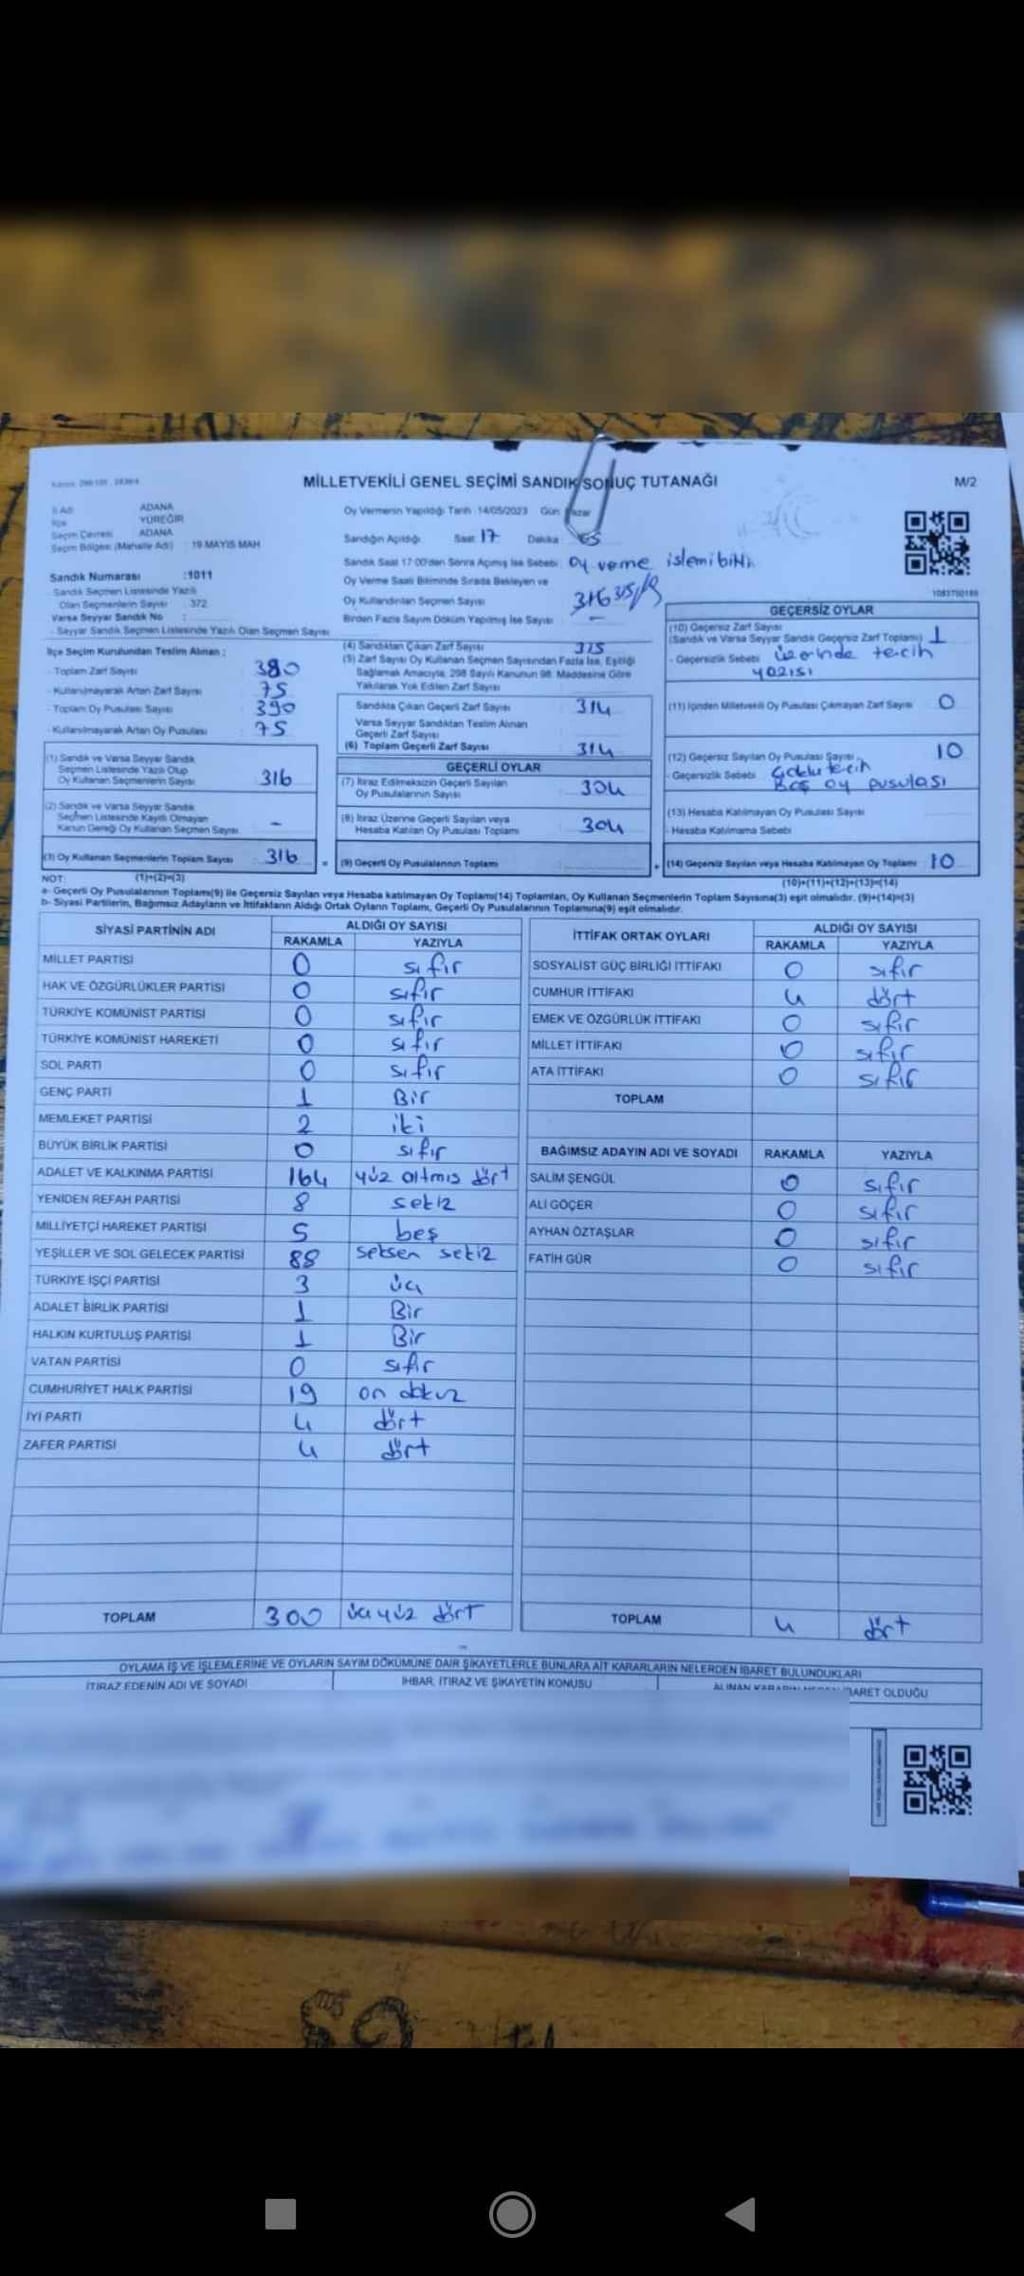 MİLLETVEKİLİ GENEL SEÇİMİ SANDIK SONUÇ TUTANAĞI
M/2
İl Adı ADANA
İlçe YÜREĞİR
Seçim Çevresi ADANA
Seçim Bölgesi (Mahalle Adı) : 19 MAYIS MAH
Sandık Numarası :1011
Sandık Seçmen Listesinde Yazılı
Olan Seçmenlerin Sayısı : 372
Varsa Seyyar Sandık No :
- Seyyar Sandık Seçmen Listesinde Yazılı Olan Seçmen Sayısı
İlçe Seçim Kurulundan Teslim Alınan :
- Toplam Zarf Sayısı 380
- Kullanılmayarak Artan Zarf Sayısı 75
- Toplam Oy Pusulası Sayısı 390
- Kullanılmayarak Artan Oy Pusulası 75
(1) Sandık ve Varsa Seyyar Sandık
Seçmen Listesinde Yazılı Olup
Oy Kullanan Seçmenlerin Sayısı 316
(2) Sandık ve Varsa Seyyar Sandık
Seçmen Listesinde Kayıtlı Olmayan
Kanun Gereği Oy Kullanan Seçmen Sayısı -
(3) Oy Kullanan Seçmenlerin Toplam Sayısı 316
Oy Vermenin Yapıldığı Tarih : 14/05/2023 Gün : Pazar
Sandığın Açıldığı Saat 17 Dakika
Sandık Saat 17:00'den Sonra Açılmış İse Sebebi : oy verme işlemi bitti
Oy Verme Saati Bitiminde Sırada Bekleyen ve
Oy Kullandırılan Seçmen Sayısı 316 315
Birden Fazla Sayım Döküm Yapılmış İse Sayısı -
(4) Sandıktan Çıkan Zarf Sayısı 315
(5) Zarf Sayısı Oy Kullanan Seçmen Sayısından Fazla İse, Eşitliği
Sağlamak Amacıyla, 298 Sayılı Kanunun 98. Maddesine Göre
Yakılarak Yok Edilen Zarf Sayısı
Sandıkta Çıkan Geçerli Zarf Sayısı 314
Varsa Seyyar Sandıktan Teslim Alınan
Geçerli Zarf Sayısı
(6) Toplam Geçerli Zarf Sayısı 314
GEÇERLİ OYLAR
(7) İtiraz Edilmeksizin Geçerli Sayılan
Oy Pusulalarının Sayısı 304
(8) İtiraz Üzerine Geçerli Sayılan veya
Hesaba Katılan Oy Pusulası Toplamı 304
(9) Geçerli Oy Pusulalarının Toplamı
1083750189
GEÇERSİZ OYLAR
(10) Geçersiz Zarf Sayısı
(Sandık ve Varsa Seyyar Sandık Geçersiz Zarf Toplamı) 1
- Geçersizlik Sebebi üzerinde tercih
yazısı
(11) İçinden Milletvekili Oy Pusulası Çıkmayan Zarf Sayısı 0
(12) Geçersiz Sayılan Oy Pusulası Sayısı 10
- Geçersizlik Sebebi Çoklu tercih
Boş oy pusulası
(13) Hesaba Katılmayan Oy Pusulası Sayısı
- Hesaba Katılmama Sebebi
(14) Geçersiz Sayılan veya Hesaba Katılmayan Oy Toplamı 10
NOT: (1)+(2)=(3)
(10)+(11)+(12)+(13)=(14)
a- Geçerli Oy Pusulalarının Toplamı(9) ile Geçersiz Sayılan veya Hesaba katılmayan Oy Toplamı(14) Toplamları, Oy Kullanan Seçmenlerin Toplam Sayısına(3) eşit olmalıdır. (9)+(14)=(3)
b- Siyasi Partilerin, Bağımsız Adayların ve İttifakların Aldığı Ortak Oyların Toplamı, Geçerli Oy Pusulalarının Toplamına(9) eşit olmalıdır.
SİYASİ PARTİNİN ADI ALDIĞI OY SAYISI
RAKAMLA YAZIYLA
MİLLET PARTİSİ 0 sıfır
HAK VE ÖZGÜRLÜKLER PARTİSİ 0 sıfır
TÜRKİYE KOMÜNİST PARTİSİ 0 sıfır
TÜRKİYE KOMÜNİST HAREKETİ 0 sıfır
SOL PARTİ 0 sıfır
GENÇ PARTİ 1 Bir
MEMLEKET PARTİSİ 2 iki
BÜYÜK BİRLİK PARTİSİ 0 sıfır
ADALET VE KALKINMA PARTİSİ 164 yüz altmış dört
YENİDEN REFAH PARTİSİ 8 sekiz
MİLLİYETÇİ HAREKET PARTİSİ 5 beş
YEŞİLLER VE SOL GELECEK PARTİSİ 88 seksen sekiz
TÜRKİYE İŞÇİ PARTİSİ 3 üç
ADALET BİRLİK PARTİSİ 1 Bir
HALKIN KURTULUŞ PARTİSİ 1 Bir
VATAN PARTİSİ 0 sıfır
CUMHURİYET HALK PARTİSİ 19 on dokuz
İYİ PARTİ 4 dört
ZAFER PARTİSİ 4 dört
TOPLAM 300 üç yüz dört
İTTİFAK ORTAK OYLARI ALDIĞI OY SAYISI
RAKAMLA YAZIYLA
SOSYALİST GÜÇ BİRLİĞİ İTTİFAKI 0 sıfır
CUMHUR İTTİFAKI 4 dört
EMEK VE ÖZGÜRLÜK İTTİFAKI 0 sıfır
MİLLET İTTİFAKI 0 sıfır
ATA İTTİFAKI 0 sıfır
TOPLAM
BAĞIMSIZ ADAYIN ADI VE SOYADI RAKAMLA YAZIYLA
SALİM ŞENGÜL 0 sıfır
ALİ GÖÇER 0 sıfır
AYHAN ÖZTAŞLAR 0 sıfır
FATİH GÜR 0 sıfır
TOPLAM 4 dört
OYLAMA İŞ VE İŞLEMLERİNE VE OYLARIN SAYIM DÖKÜMÜNE DAİR ŞİKAYETLERLE BUNLARA AİT KARARLARIN NELERDEN İBARET BULUNDUKLARI
İTİRAZ EDENİN ADI VE SOYADI İHBAR, İTİRAZ VE ŞİKAYETİN KONUSU ALINAN KARARIN İBARET OLDUĞU